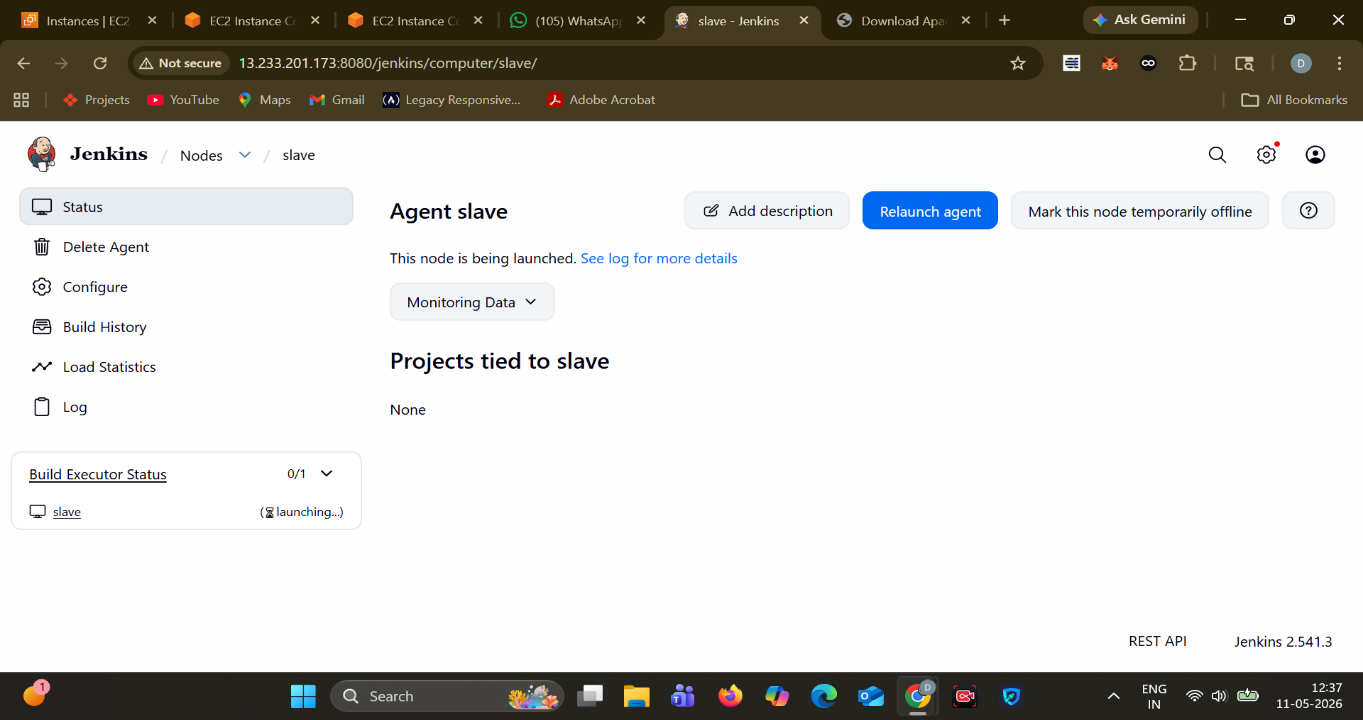 Instances | EC2
EC2 Instance Co
EC2 Instance Co
(105) WhatsApp
slave - Jenkins
Download Apa
Ask Gemini
Not secure
13.233.201.173:8080/jenkins/computer/slave/
D
Projects
YouTube
Maps
Gmail
Legacy Responsive...
Adobe Acrobat
All Bookmarks
Jenkins / Nodes / slave
Status
Delete Agent
Configure
Build History
Load Statistics
Log
Build Executor Status 0/1
slave (launching...)
Agent slave
Add description
Relaunch agent
Mark this node temporarily offline
This node is being launched. See log for more details
Monitoring Data
Projects tied to slave
None
REST API
Jenkins 2.541.3
1
Search
D
ENG
IN
12:37
11-05-2026